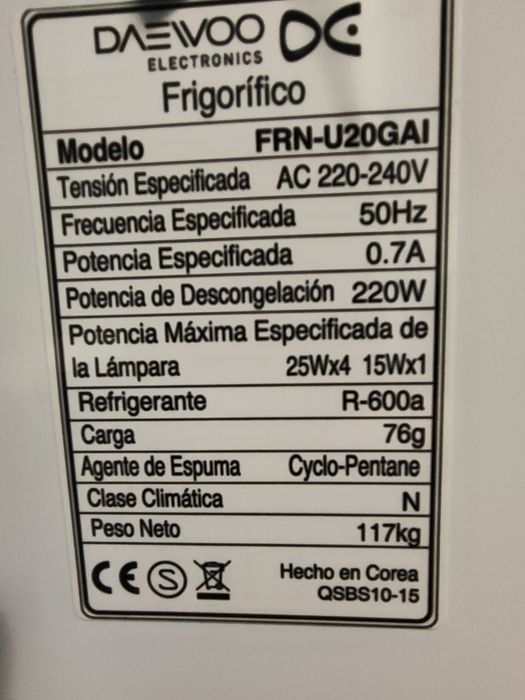 DAEWOO
ELECTRONICS
Frigorífico
Modelo FRN-U20GAI
Tensión Especificada AC 220-240V
Frecuencia Especificada 50Hz
Potencia Especificada 0.7A
Potencia de Descongelación 220W
Potencia Máxima Especificada de
la Lámpara 25Wx4 15Wx1
Refrigerante R-600a
Carga 76g
Agente de Espuma Cyclo-Pentane
Clase Climática N
Peso Neto 117kg
CE S Hecho en Corea
QSBS10-15